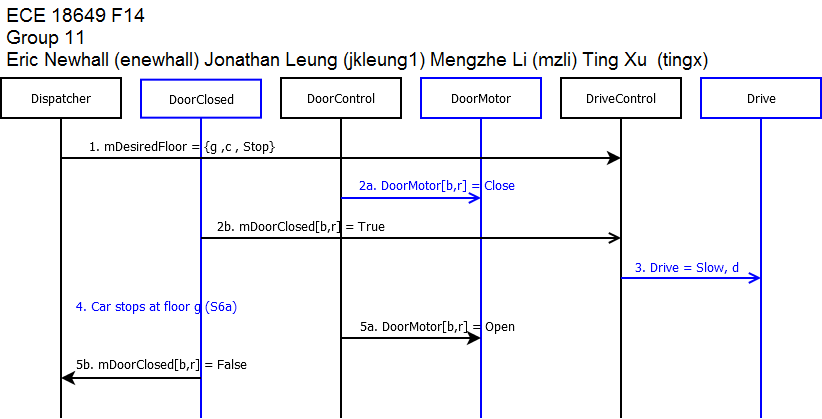 ECE 18649 F14
Group 11
Eric Newhall (enewhall) Jonathan Leung (jkleung1) Mengzhe Li (mzli) Ting Xu (tingx)
Dispatcher DoorClosed DoorControl DoorMotor DriveControl Drive
1. mDesiredFloor = {g ,c , Stop}
2a. DoorMotor[b,r] = Close
2b. mDoorClosed[b,r] = True
3. Drive = Slow, d
4. Car stops at floor g (S6a)
5a. DoorMotor[b,r] = Open
5b. mDoorClosed[b,r] = False